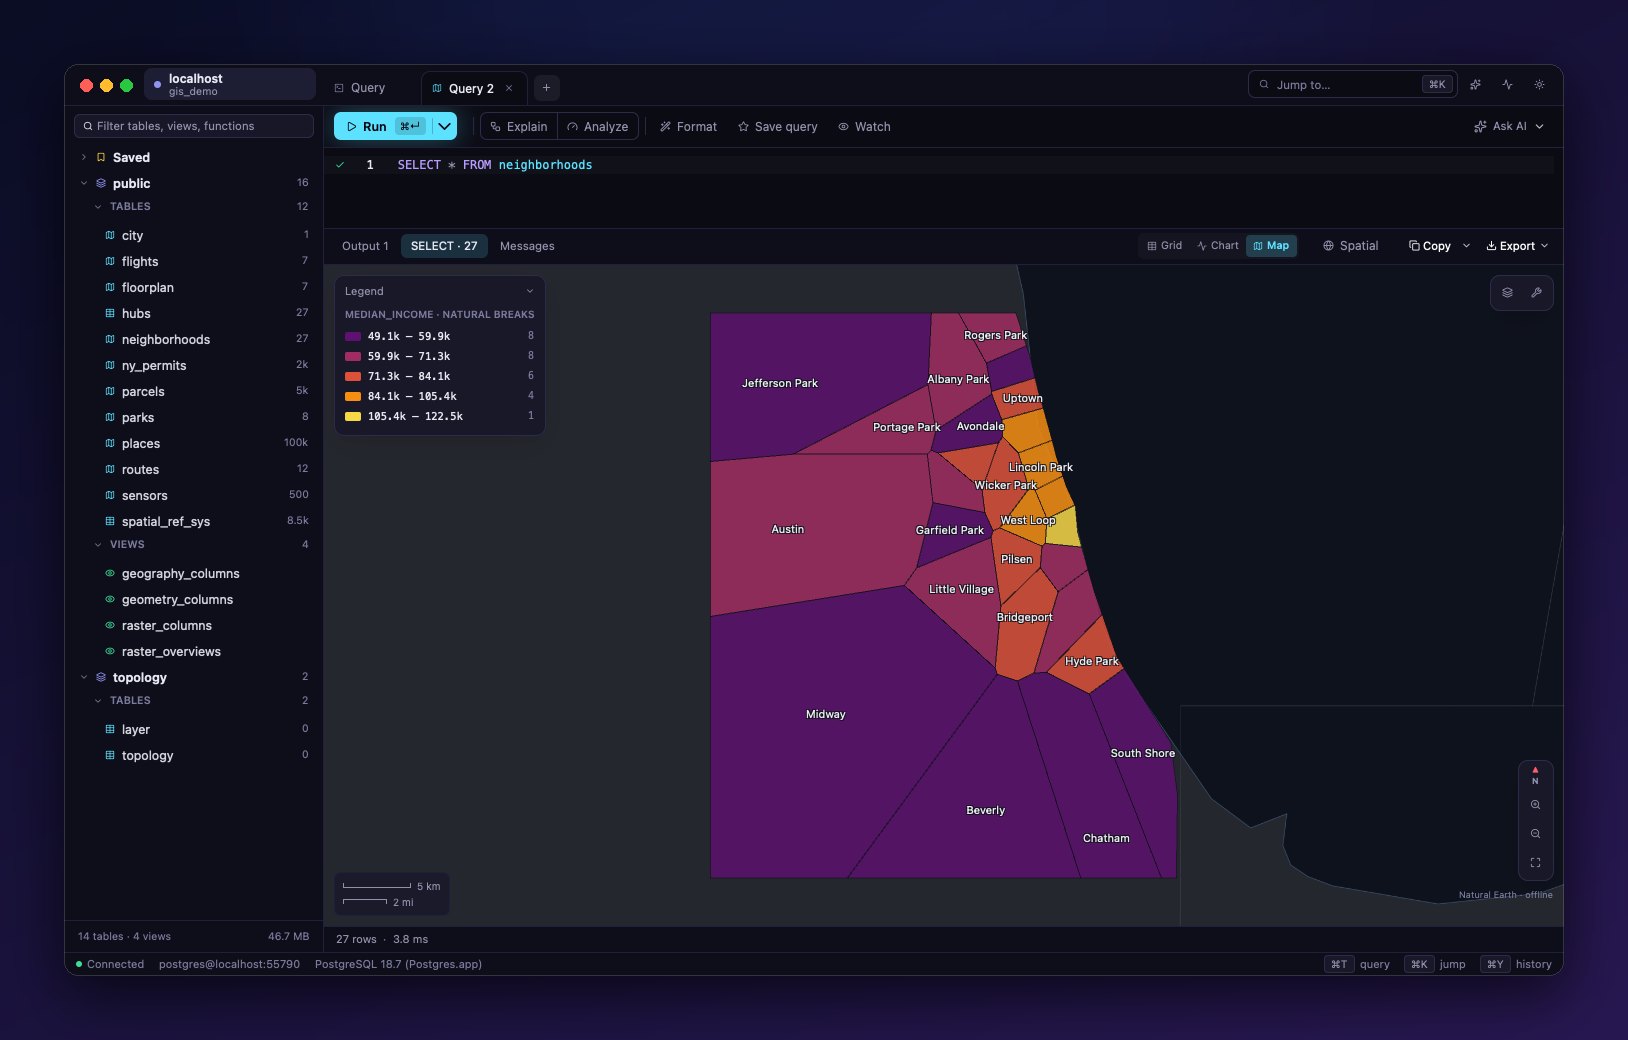 localhost
gis_demo
Query
Query 2
Jump to...
⌘K
Filter tables, views, functions
Run ⌘↵
Explain
Analyze
Format
Save query
Watch
Ask AI
Saved
public 16
TABLES 12
city 1
flights 7
floorplan 7
hubs 27
neighborhoods 27
ny_permits 2k
parcels 5k
parks 8
places 100k
routes 12
sensors 500
spatial_ref_sys 8.5k
VIEWS 4
geography_columns
geometry_columns
raster_columns
raster_overviews
topology 2
TABLES 2
layer 0
topology 0
14 tables · 4 views 46.7 MB
1 SELECT * FROM neighborhoods
Output 1
SELECT · 27
Messages
Grid
Chart
Map
Spatial
Copy
Export
Legend
MEDIAN_INCOME · NATURAL BREAKS
49.1k – 59.9k 8
59.9k – 71.3k 8
71.3k – 84.1k 6
84.1k – 105.4k 4
105.4k – 122.5k 1
Rogers Park
Jefferson Park
Albany Park
Uptown
Portage Park
Avondale
Lincoln Park
Wicker Park
West Loop
Austin
Garfield Park
Pilsen
Little Village
Bridgeport
Hyde Park
Midway
South Shore
Beverly
Chatham
N
5 km
2 mi
Natural Earth · offline
27 rows · 3.8 ms
Connected
postgres@localhost:55790
PostgreSQL 18.7 (Postgres.app)
⌘T query
⌘K jump
⌘Y history